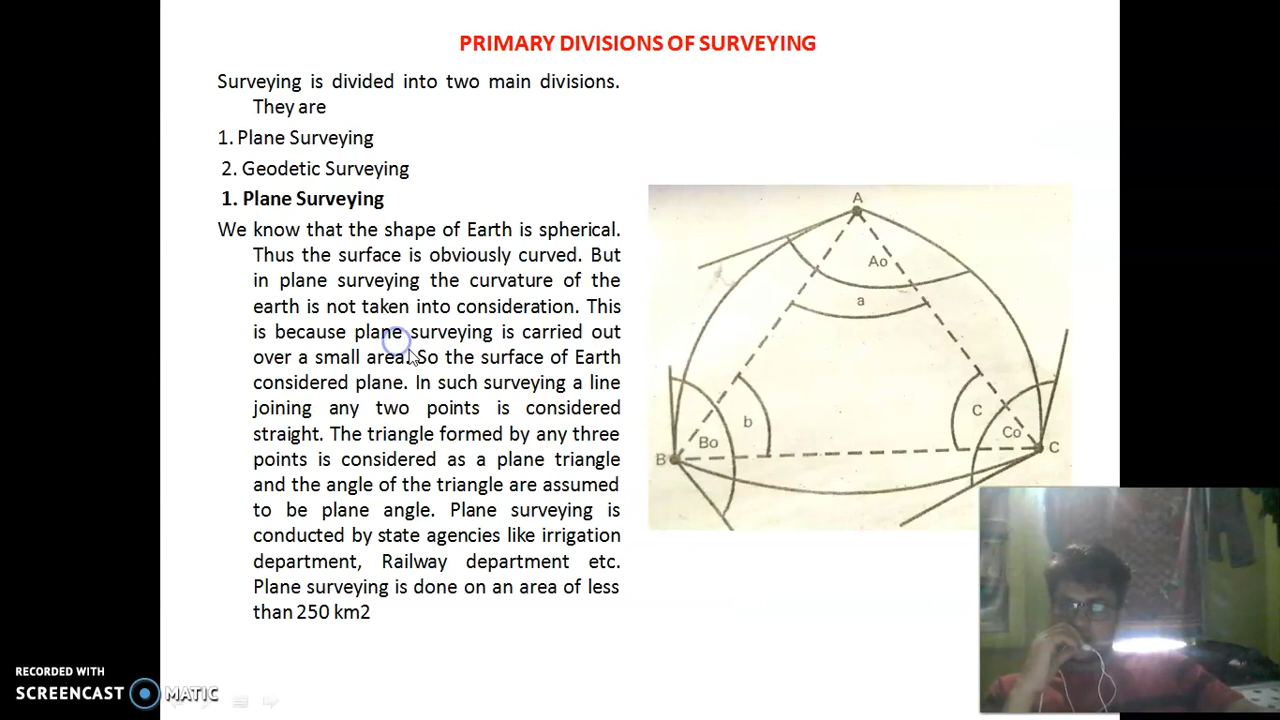 PRIMARY DIVISIONS OF SURVEYING
Surveying is divided into two main divisions.
They are
1. Plane Surveying
2. Geodetic Surveying
1. Plane Surveying
We know that the shape of Earth is spherical.
Thus the surface is obviously curved. But
in plane surveying the curvature of the
earth is not taken into consideration. This
is because plane surveying is carried out
over a small area. So the surface of Earth
considered plane. In such surveying a line
joining any two points is considered
straight. The triangle formed by any three
points is considered as a plane triangle
and the angle of the triangle are assumed
to be plane angle. Plane surveying is
conducted by state agencies like irrigation
department, Railway department etc.
Plane surveying is done on an area of less
than 250 km2
A
Ao
a
b
Bo
B
C
Co
C
RECORDED WITH
SCREENCAST MATIC